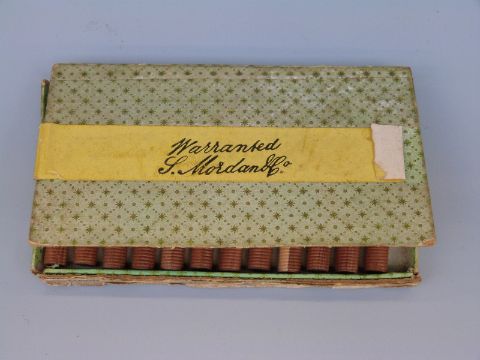 Warranted
S. Mordan & Co.